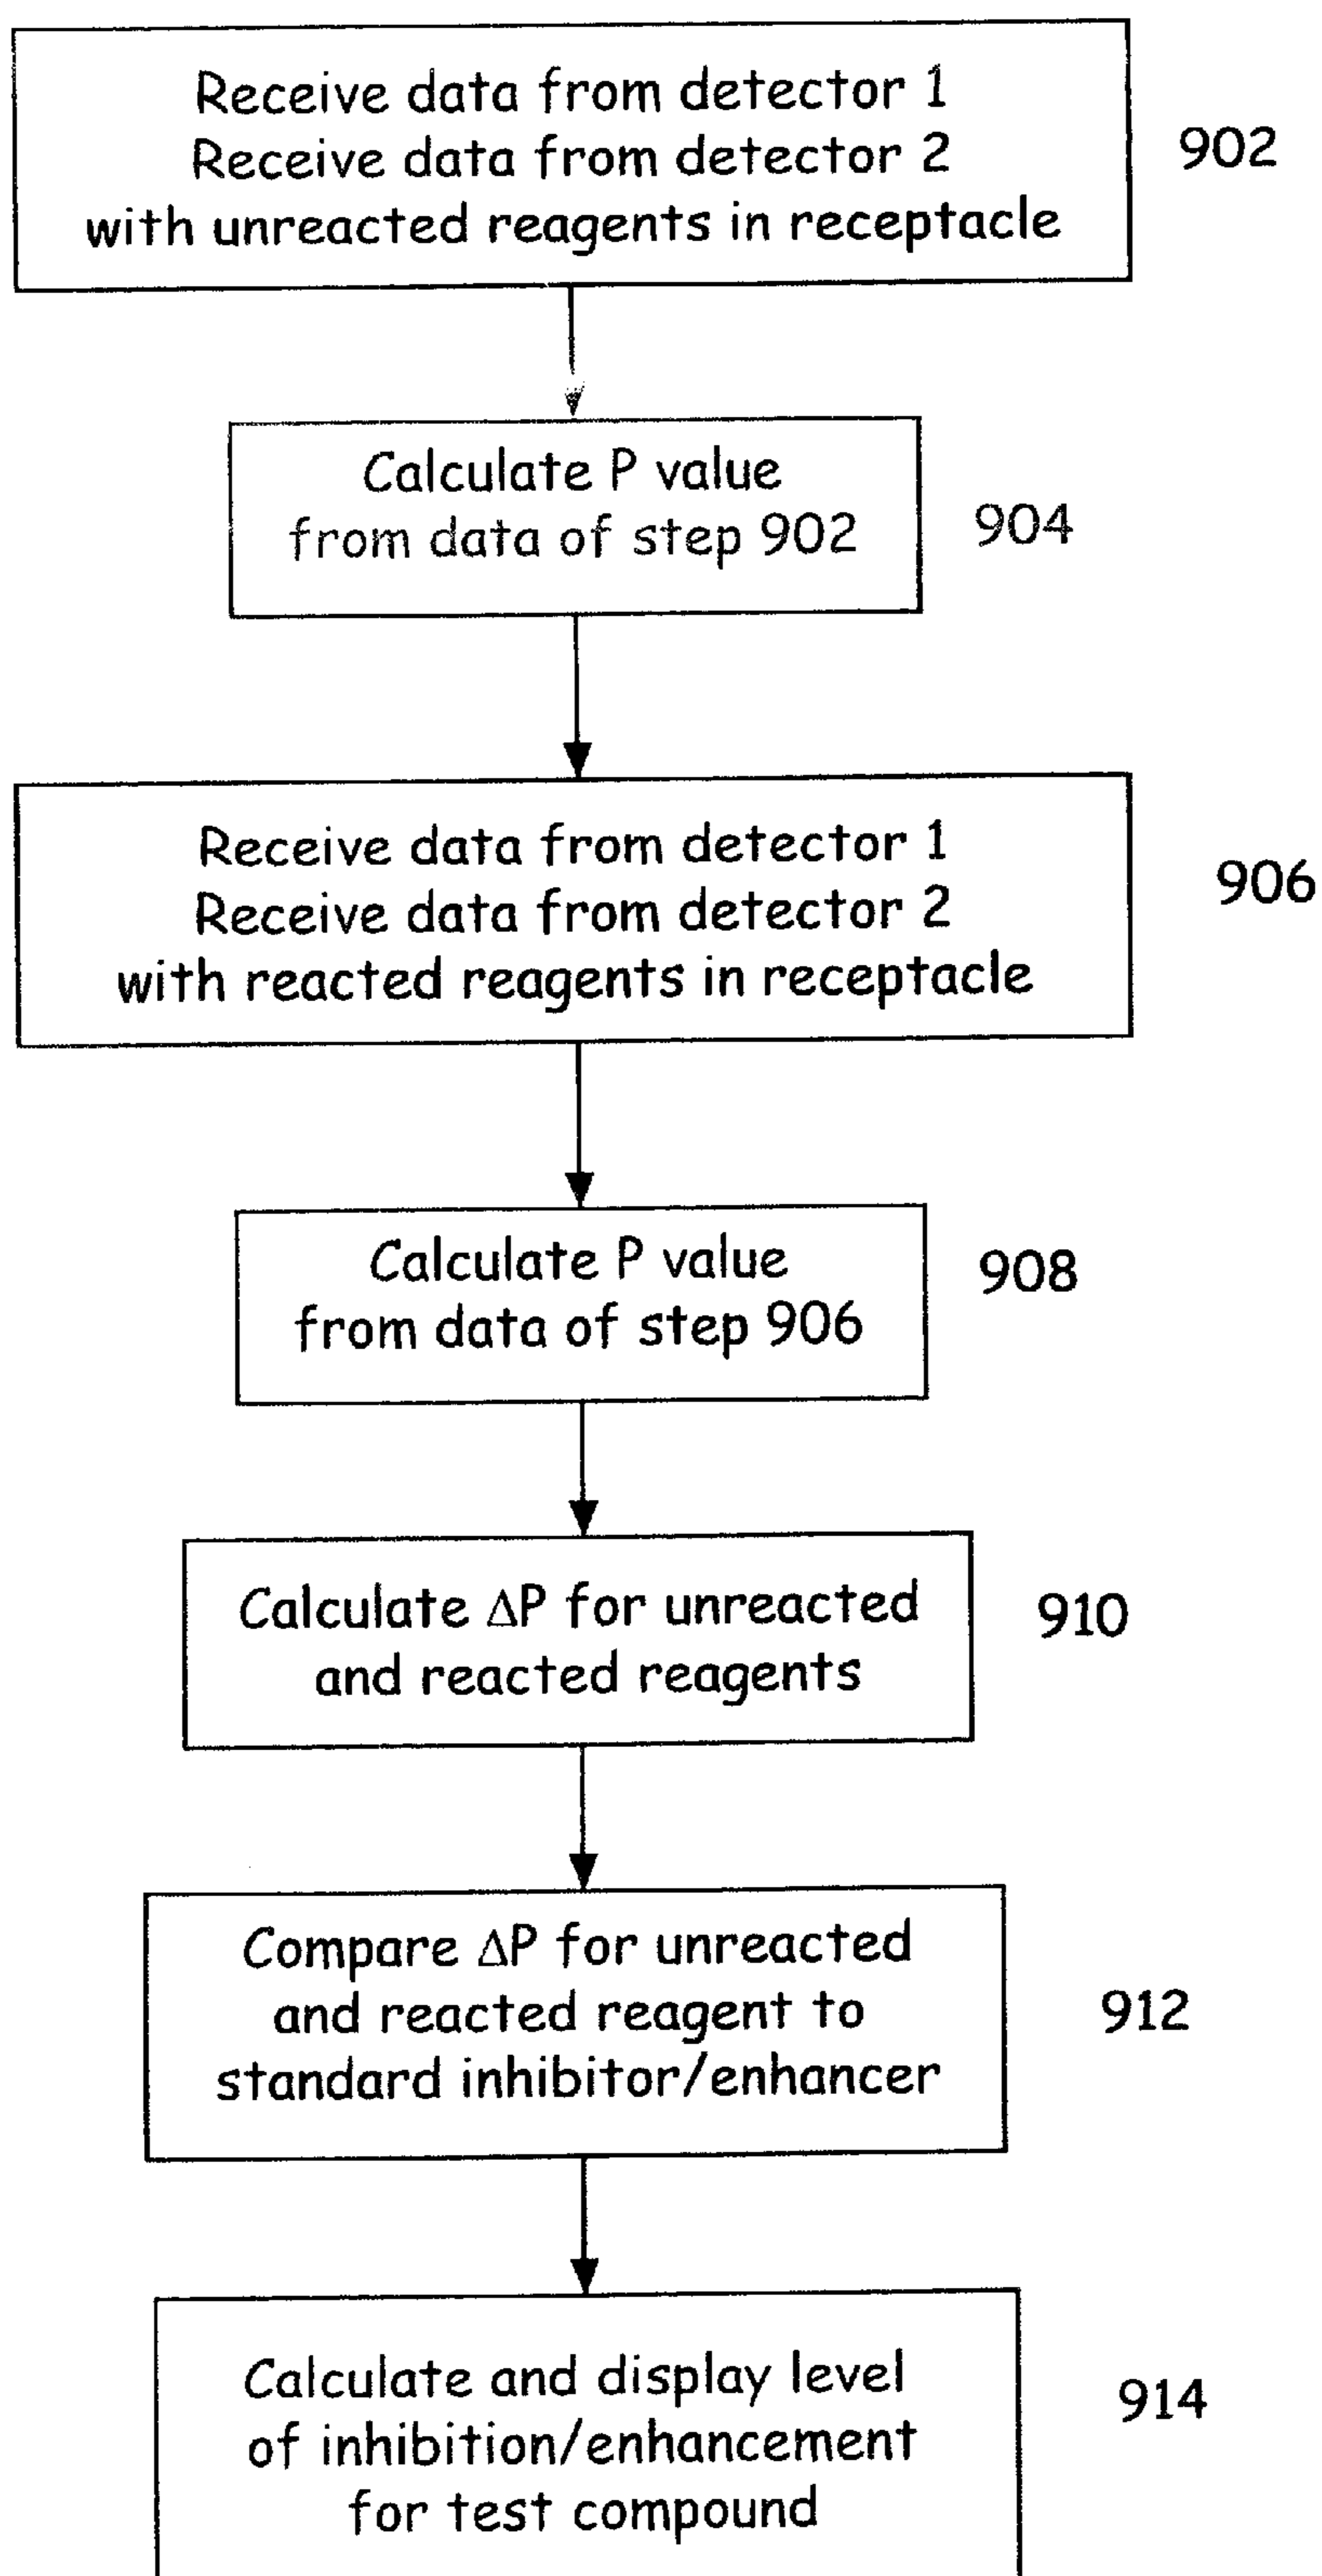 Receive data from detector 1
Receive data from detector 2
with unreacted reagents in receptacle
902
Calculate P value
from data of step 902
904
Receive data from detector 1
Receive data from detector 2
with reacted reagents in receptacle
906
Calculate P value
from data of step 906
908
Calculate ΔP for unreacted
and reacted reagents
910
Compare ΔP for unreacted
and reacted reagent to
standard inhibitor/enhancer
912
Calculate and display level
of inhibition/enhancement
for test compound
914